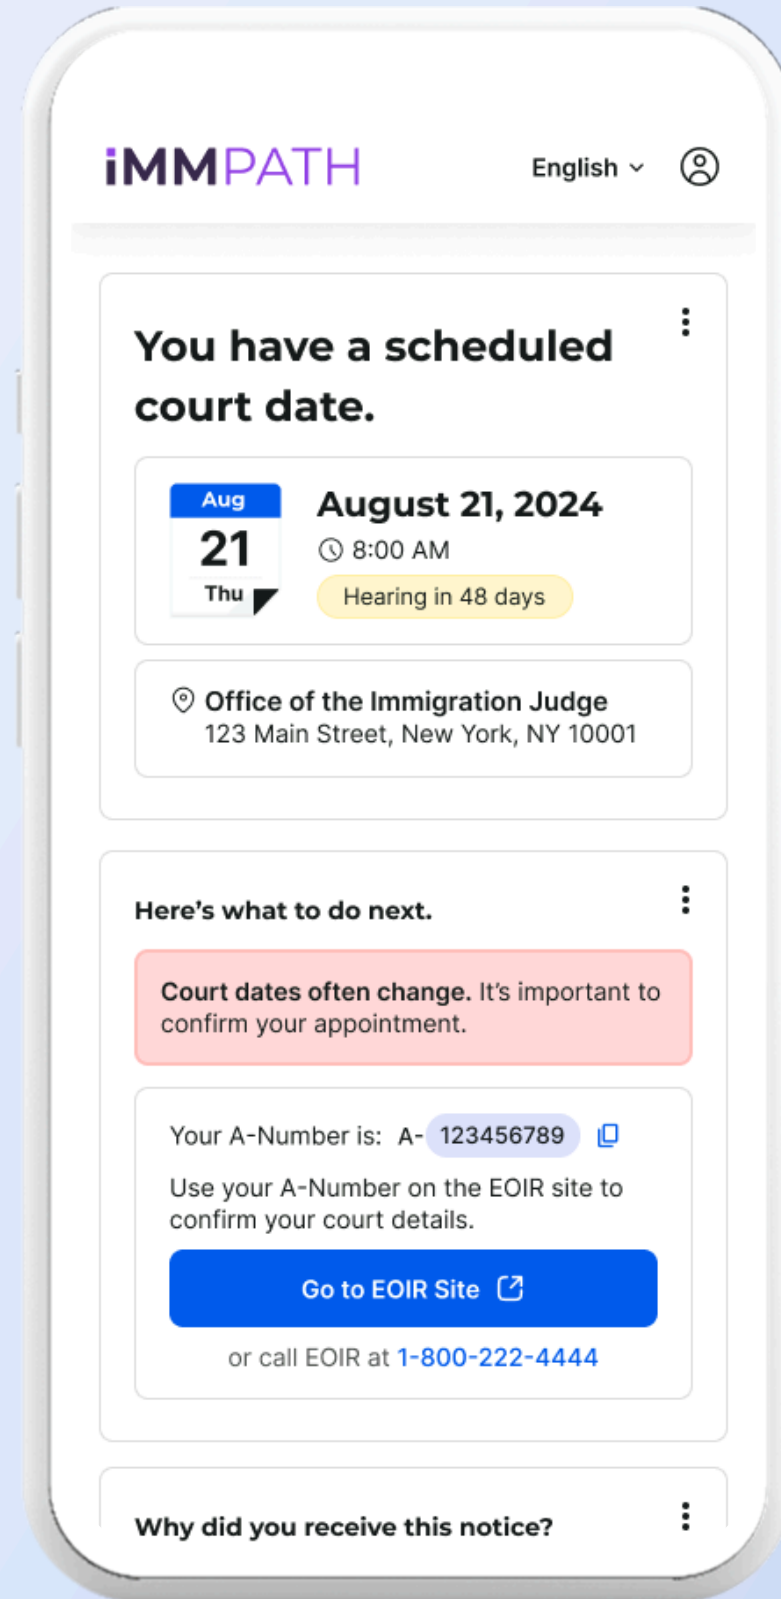 iMMPATH
English
You have a scheduled
court date.
Aug
21
Thu
August 21, 2024
8:00 AM
Hearing in 48 days
Office of the Immigration Judge
123 Main Street, New York, NY 10001
Here's what to do next.
Court dates often change. It's important to
confirm your appointment.
Your A-Number is: A- 123456789
Use your A-Number on the EOIR site to
confirm your court details.
Go to EOIR Site
or call EOIR at 1-800-222-4444
Why did you receive this notice?